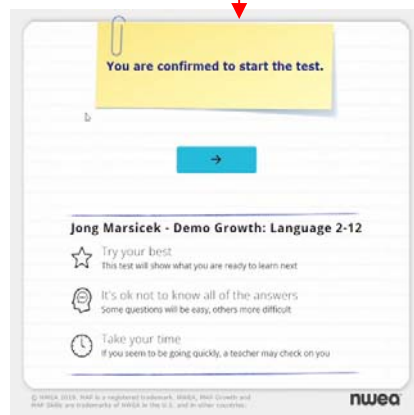 You are confirmed to start the test.
Jong Marsicek - Demo Growth: Language 2-12
Try your best
This test will show what you are ready to learn next
It's ok not to know all of the answers
Some questions will be easy, others more difficult
Take your time
If you seem to be going quickly, a teacher may check on you
© NWEA 2018. MAP is a registered trademark. NWEA, MAP Growth and
MAP Skills are trademarks of NWEA in the U.S. and in other countries.
nwea